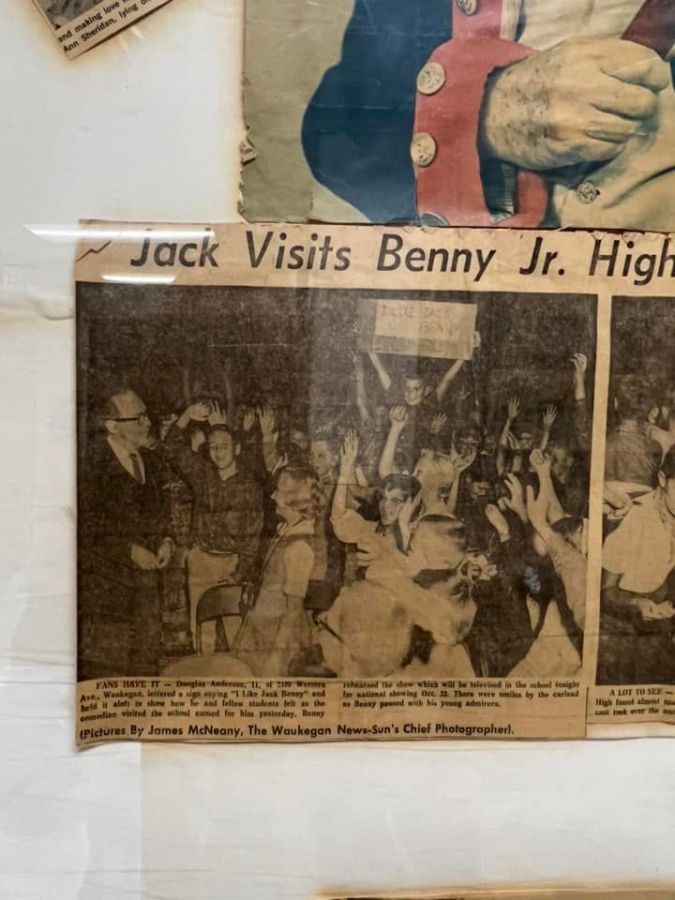 and making love
Ann Sheridan, lying
Jack Visits Benny Jr. High
I LIKE JACK
BENNY
FANS HAVE IT — Douglas Anderson, 11, of 2100 Western
Ave., Waukegan, lettered a sign saying "I Like Jack Benny" and
held it aloft to show how he and fellow students felt as the
comedian visited the school named for him yesterday. Benny
rehearsed the show which will be televised in the school tonight
for national showing Oct. 23. There were smiles by the carload
as Benny passed with his young admirers.
A LOT TO SEE —
High found almost
cast took over the
(Pictures By James McNeany, The Waukegan News-Sun's Chief Photographer).